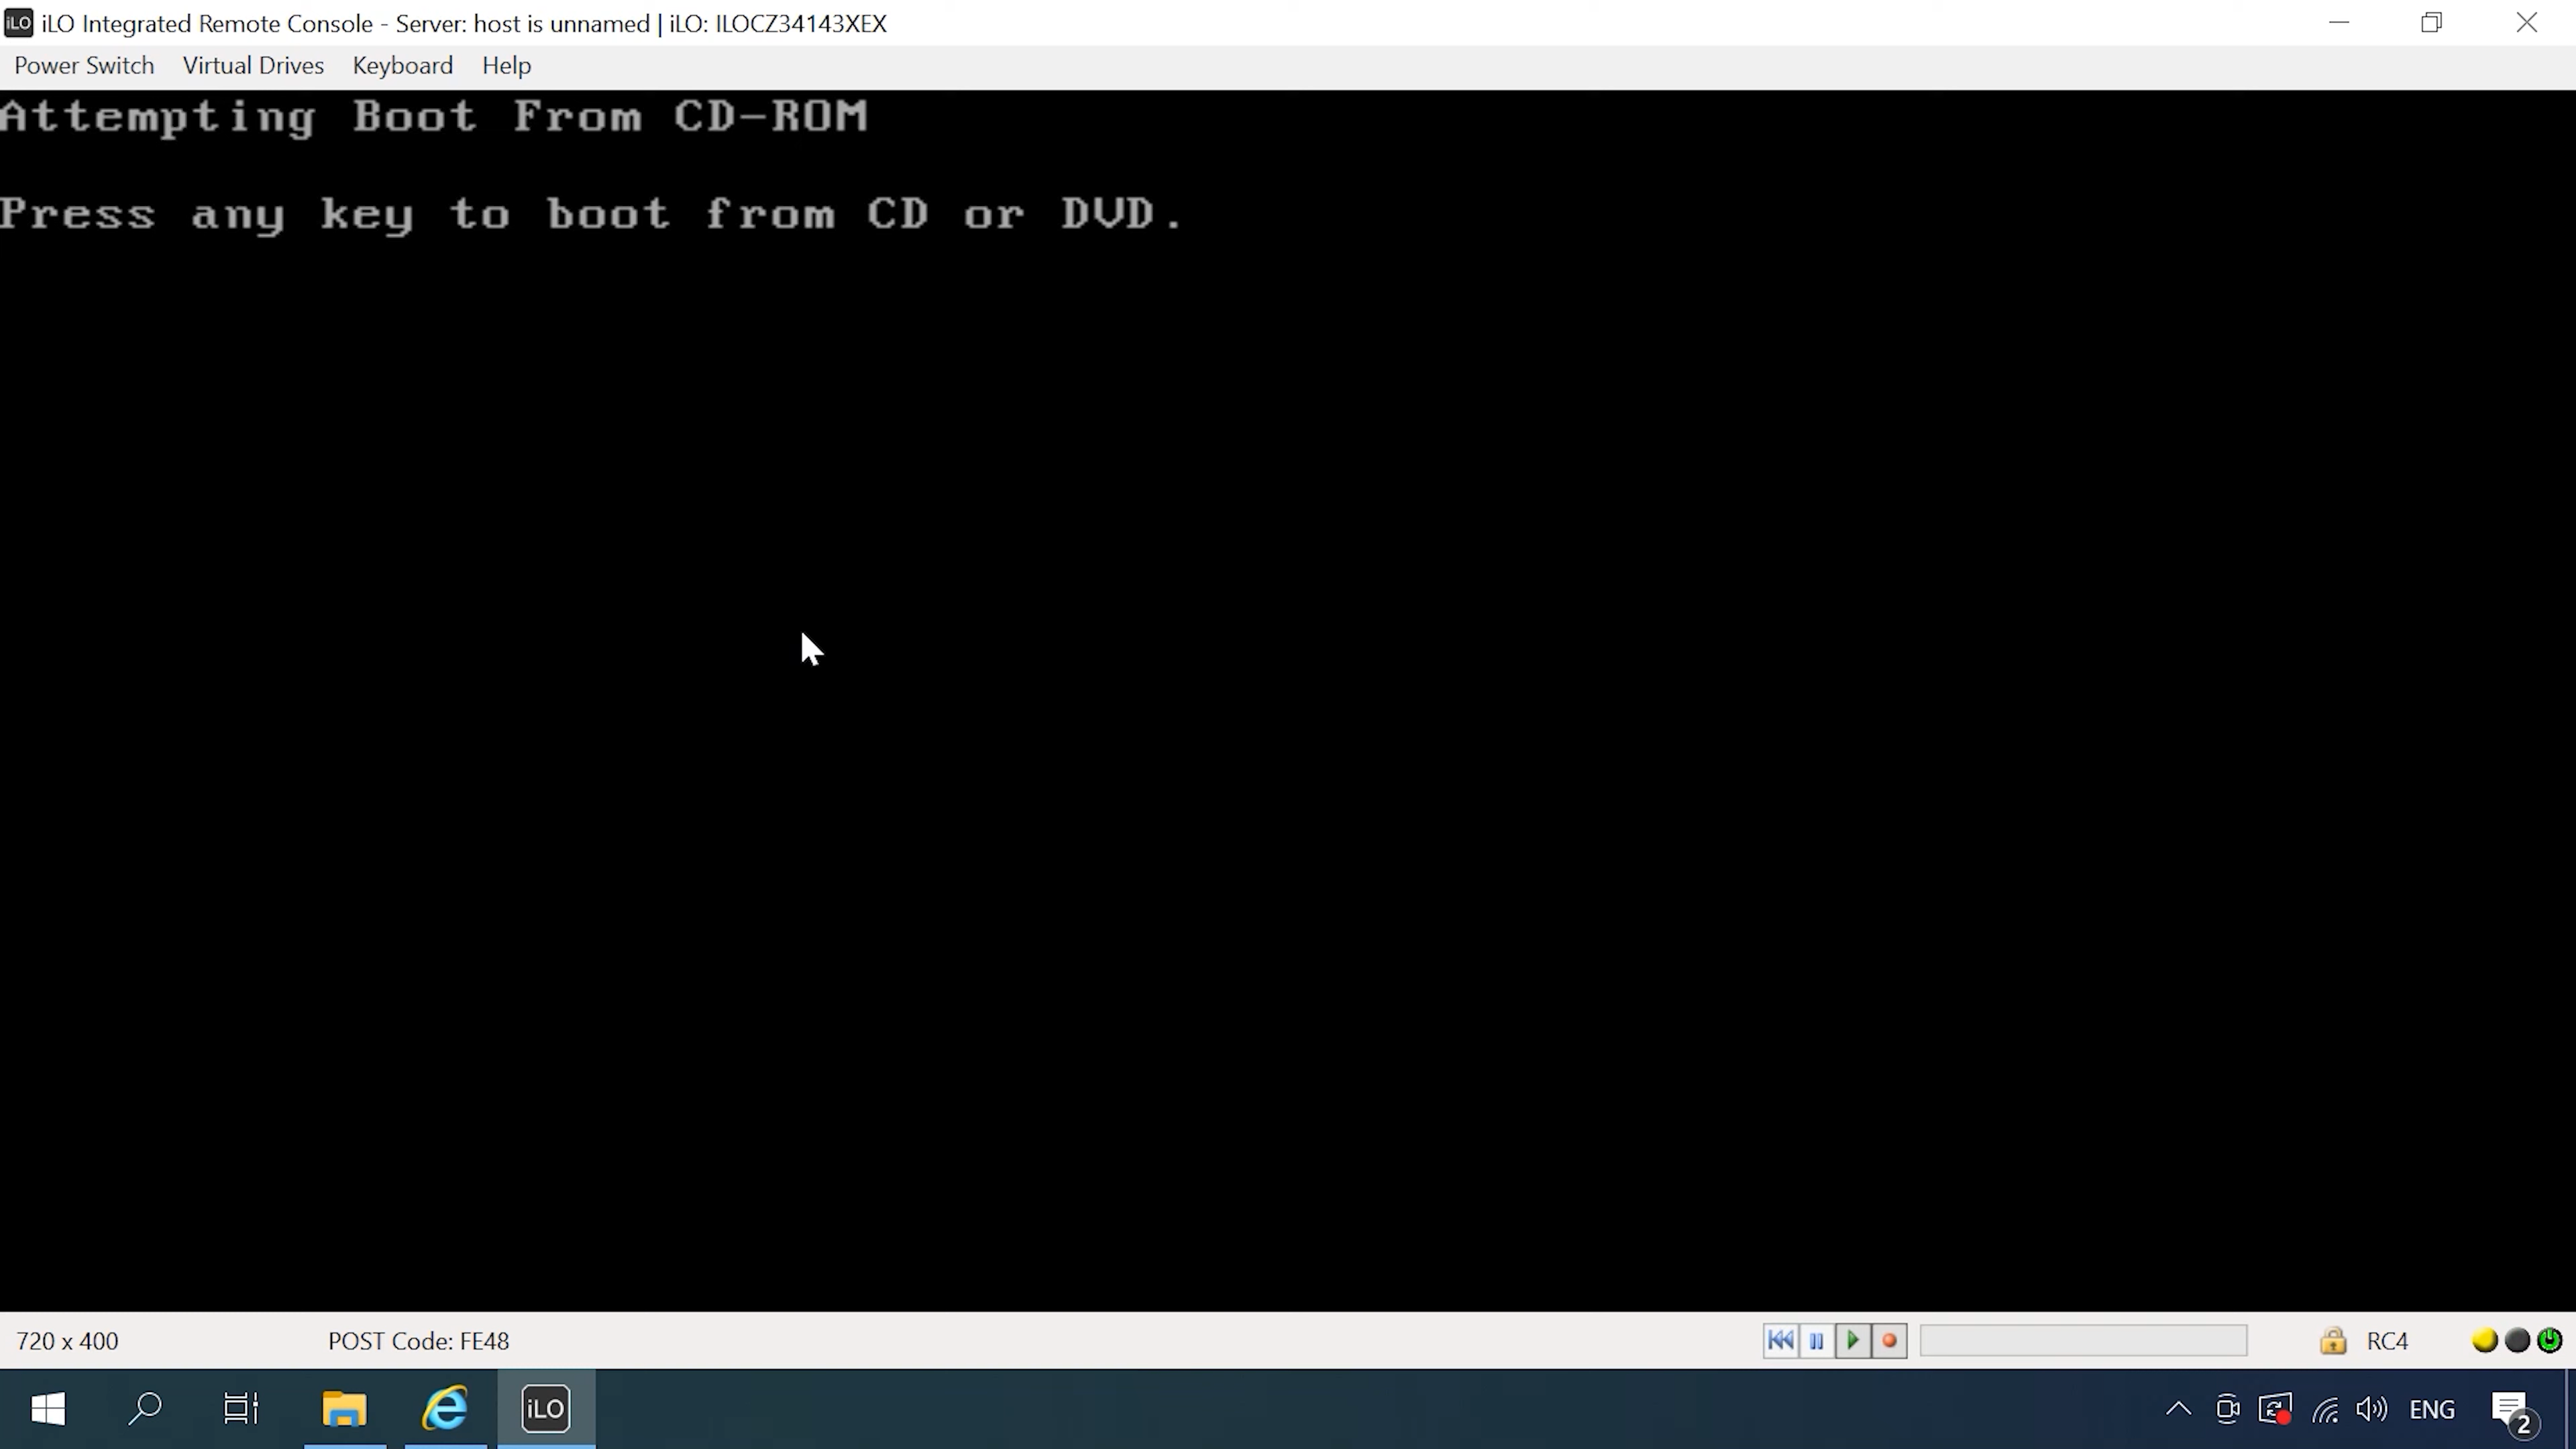 iLO iLO Integrated Remote Console - Server: host is unnamed | iLO: ILOCZ34143XEX
Power Switch Virtual Drives Keyboard Help
Attempting Boot From CD-ROM
Press any key to boot from CD or DVD.
720 x 400 POST Code: FE48 RC4
iLO ENG 2